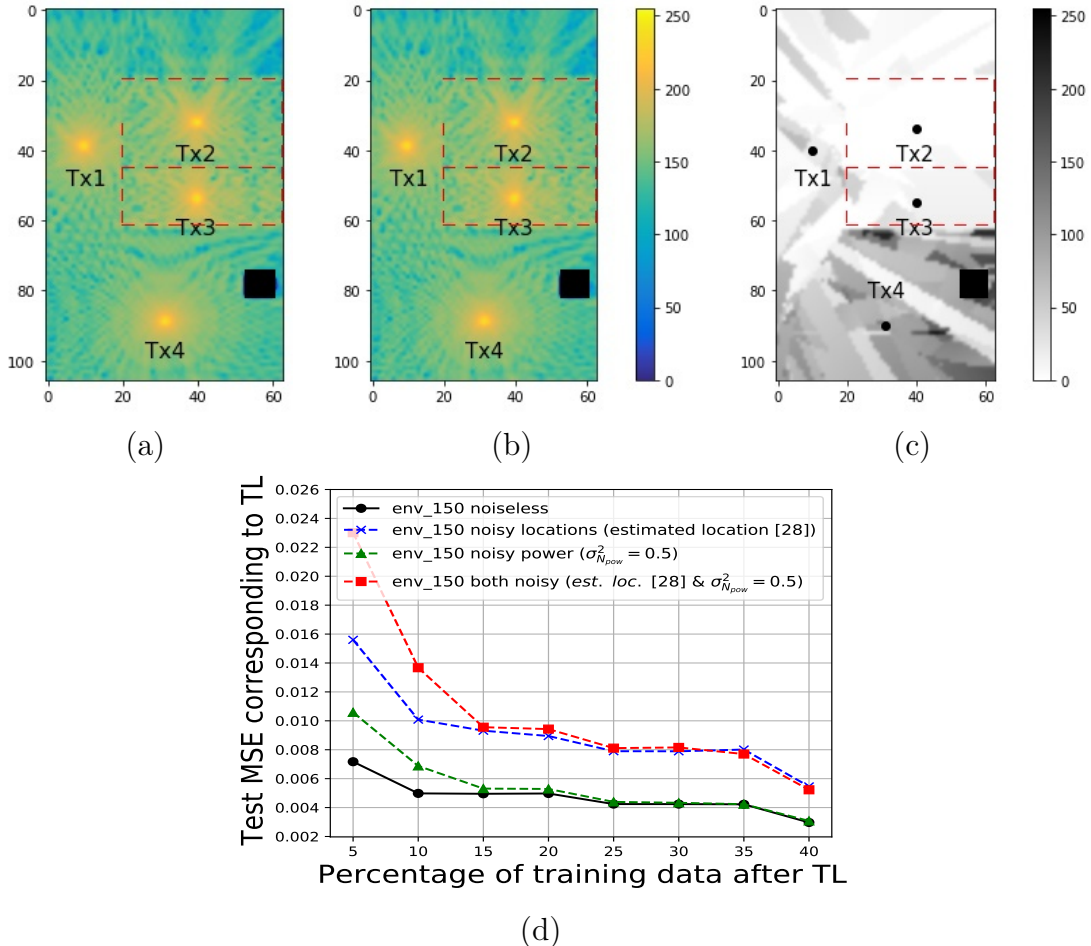 0
20
40
60
80
100
0
20
40
60
Tx1
Tx2
Tx3
Tx4
(a)
0
20
40
60
80
100
0
20
40
60
Tx1
Tx2
Tx3
Tx4
250
200
150
100
50
0
(b)
0
20
40
60
80
100
0
20
40
60
Tx1
Tx2
Tx3
Tx4
250
200
150
100
50
0
(c)
Test MSE corresponding to TL
0.026
0.024
0.022
0.020
0.018
0.016
0.014
0.012
0.010
0.008
0.006
0.004
0.002
env_150 noiseless
env_150 noisy locations (estimated location [28])
env_150 noisy power (σ²_{N_{pow}} = 0.5)
env_150 both noisy (est. loc. [28] & σ²_{N_{pow}} = 0.5)
5 10 15 20 25 30 35 40
Percentage of training data after TL
(d)